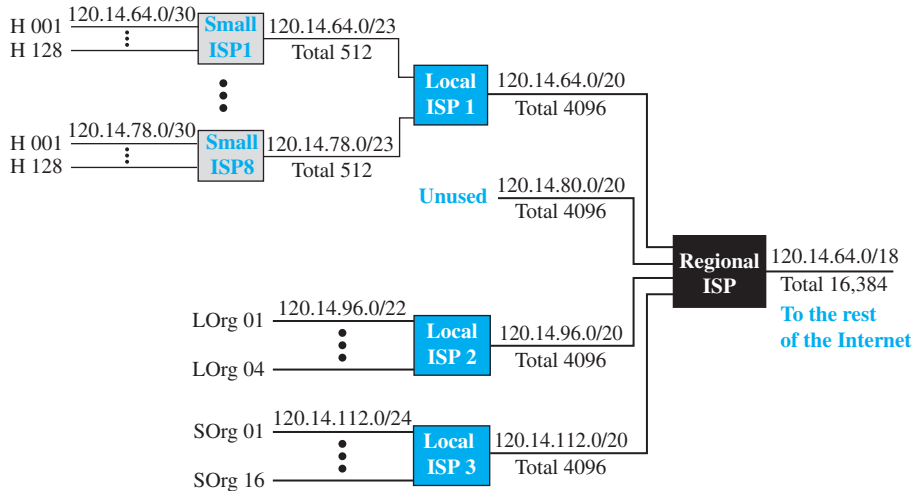 H 001
120.14.64.0/30
H 128
Small
ISP1
120.14.64.0/23
Total 512
H 001
120.14.78.0/30
H 128
Small
ISP8
120.14.78.0/23
Total 512
Local
ISP 1
120.14.64.0/20
Total 4096
Unused
120.14.80.0/20
Total 4096
LOrg 01
120.14.96.0/22
LOrg 04
Local
ISP 2
120.14.96.0/20
Total 4096
SOrg 01
120.14.112.0/24
SOrg 16
Local
ISP 3
120.14.112.0/20
Total 4096
Regional
ISP
120.14.64.0/18
Total 16,384
To the rest
of the Internet